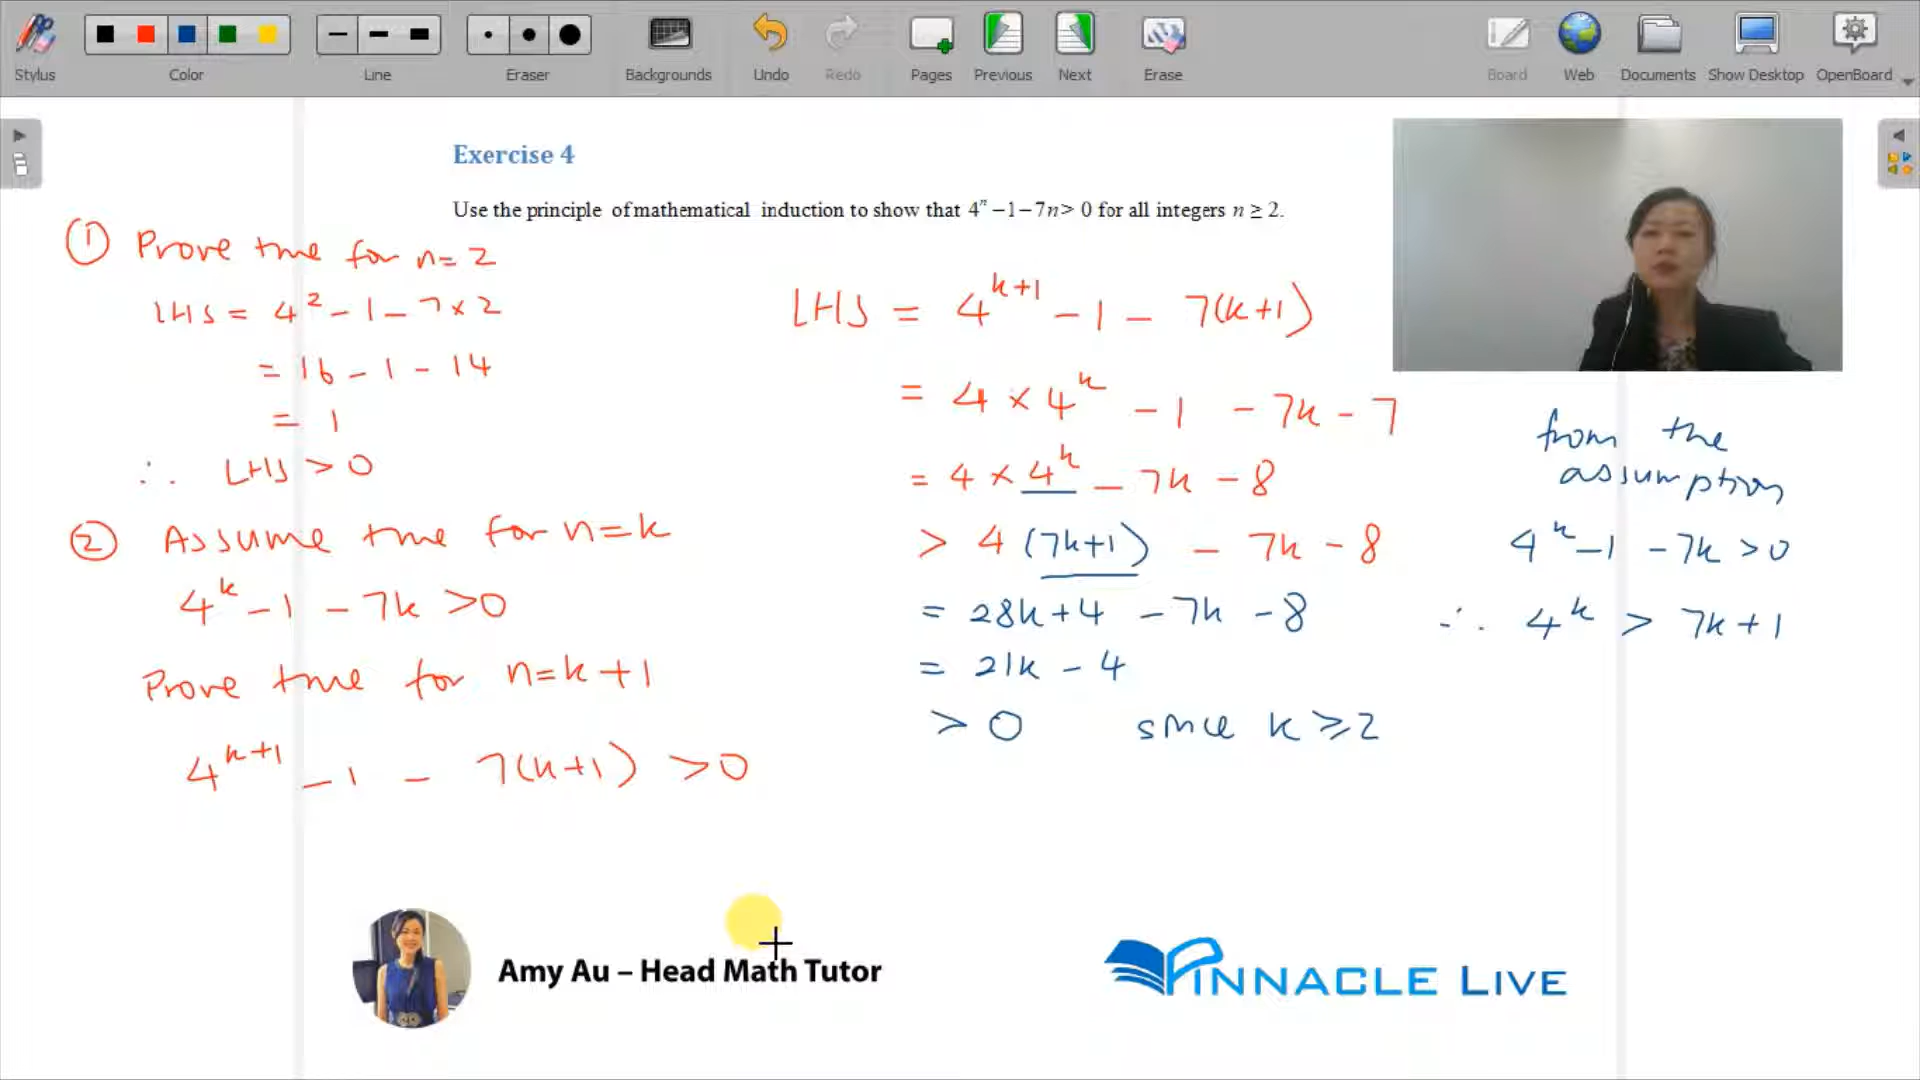 Stylus
Color
Line
Eraser
Backgrounds
Undo
Redo
Pages
Previous
Next
Erase
Board
Web
Documents
Show Desktop
OpenBoard
Exercise 4
Use the principle of mathematical induction to show that 4ⁿ −1−7n> 0 for all integers n ≥ 2.
① Prove true for n=2
LHS = 4² − 1 − 7 × 2
= 16 − 1 − 14
= 1
∴ LHS > 0
② Assume true for n=k
4ᵏ − 1 − 7k > 0
Prove true for n=k+1
4ᵏ⁺¹ − 1 − 7(k+1) > 0
LHS = 4ᵏ⁺¹ − 1 − 7(k+1)
= 4 × 4ᵏ − 1 − 7k − 7
= 4 × 4ᵏ − 7k − 8
> 4 (7k+1) − 7k − 8
= 28k + 4 − 7k − 8
= 21k − 4
> 0 since k ≥ 2
from the
assumption
4ᵏ − 1 − 7k > 0
∴ 4ᵏ > 7k + 1
Amy Au – Head Math Tutor
PINNACLE LIVE